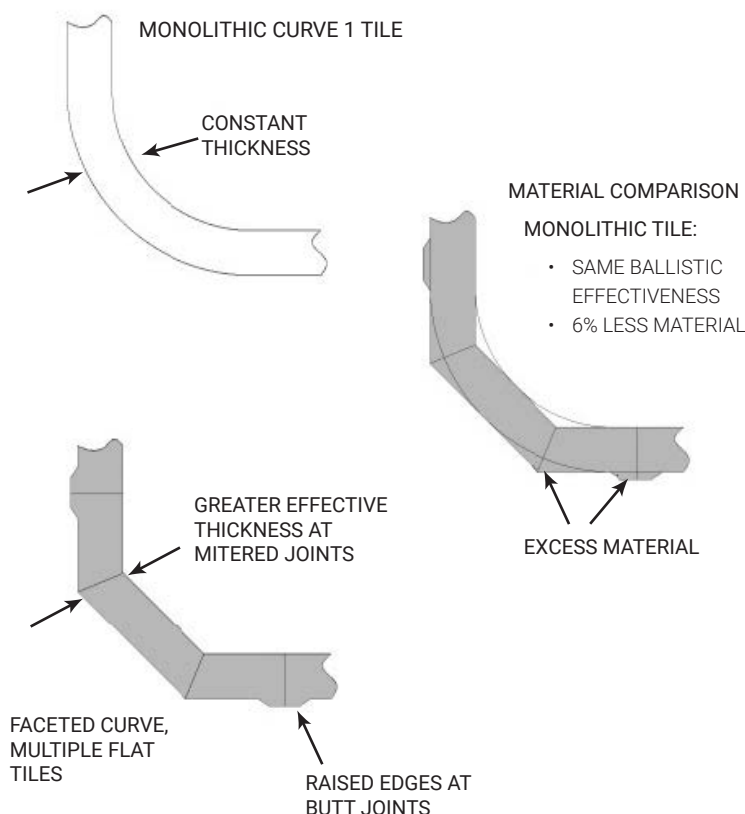 MONOLITHIC CURVE 1 TILE
CONSTANT
THICKNESS
MATERIAL COMPARISON
MONOLITHIC TILE:
• SAME BALLISTIC
EFFECTIVENESS
• 6% LESS MATERIAL
EXCESS MATERIAL
GREATER EFFECTIVE
THICKNESS AT
MITERED JOINTS
FACETED CURVE,
MULTIPLE FLAT
TILES
RAISED EDGES AT
BUTT JOINTS